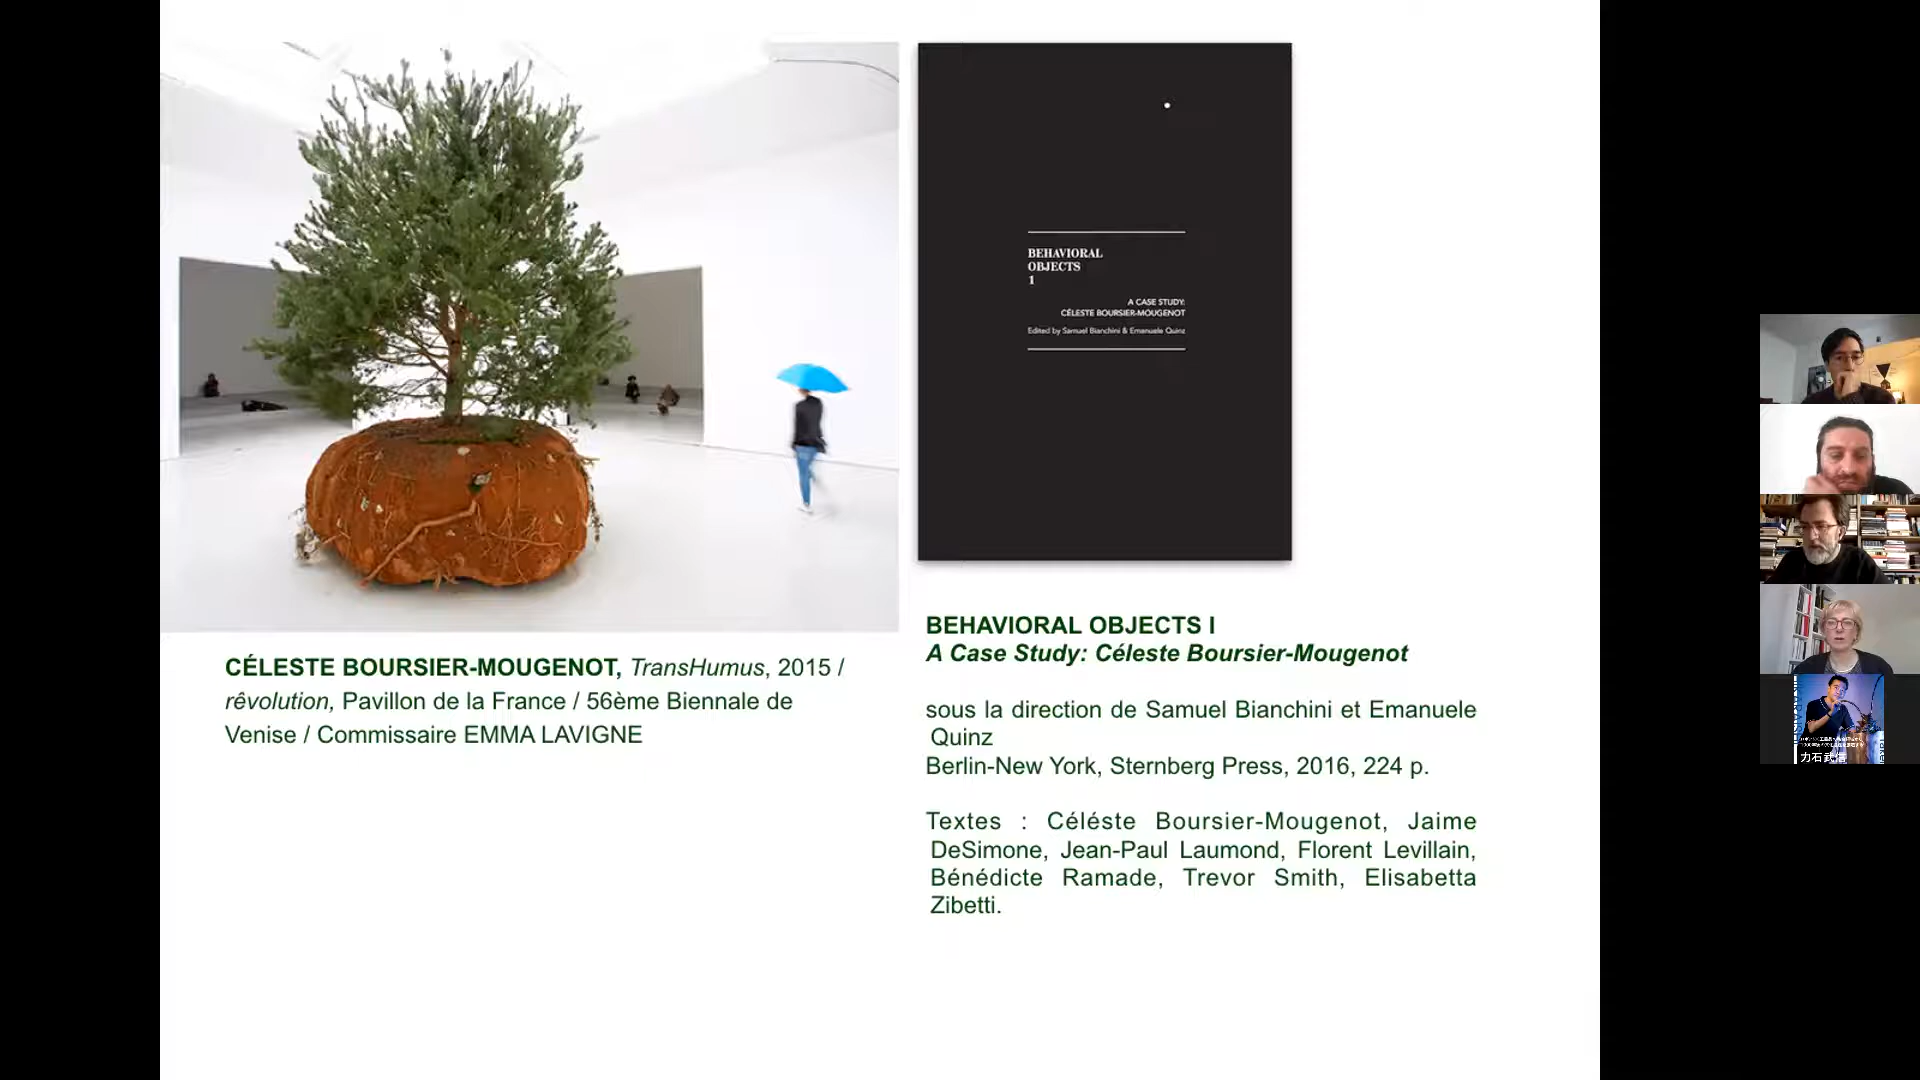 CÉLESTE BOURSIER-MOUGENOT, TransHumus, 2015 /
rêvolution, Pavillon de la France / 56ème Biennale de
Venise / Commissaire EMMA LAVIGNE
BEHAVIORAL
OBJECTS
1
A CASE STUDY:
CÉLESTE BOURSIER-MOUGENOT
Edited by Samuel Bianchini & Emanuele Quinz
BEHAVIORAL OBJECTS I
A Case Study: Céleste Boursier-Mougenot
sous la direction de Samuel Bianchini et Emanuele
Quinz
Berlin-New York, Sternberg Press, 2016, 224 p.
Textes : Céléste Boursier-Mougenot, Jaime
DeSimone, Jean-Paul Laumond, Florent Levillain,
Bénédicte Ramade, Trevor Smith, Elisabetta
Zibetti.
力石武信